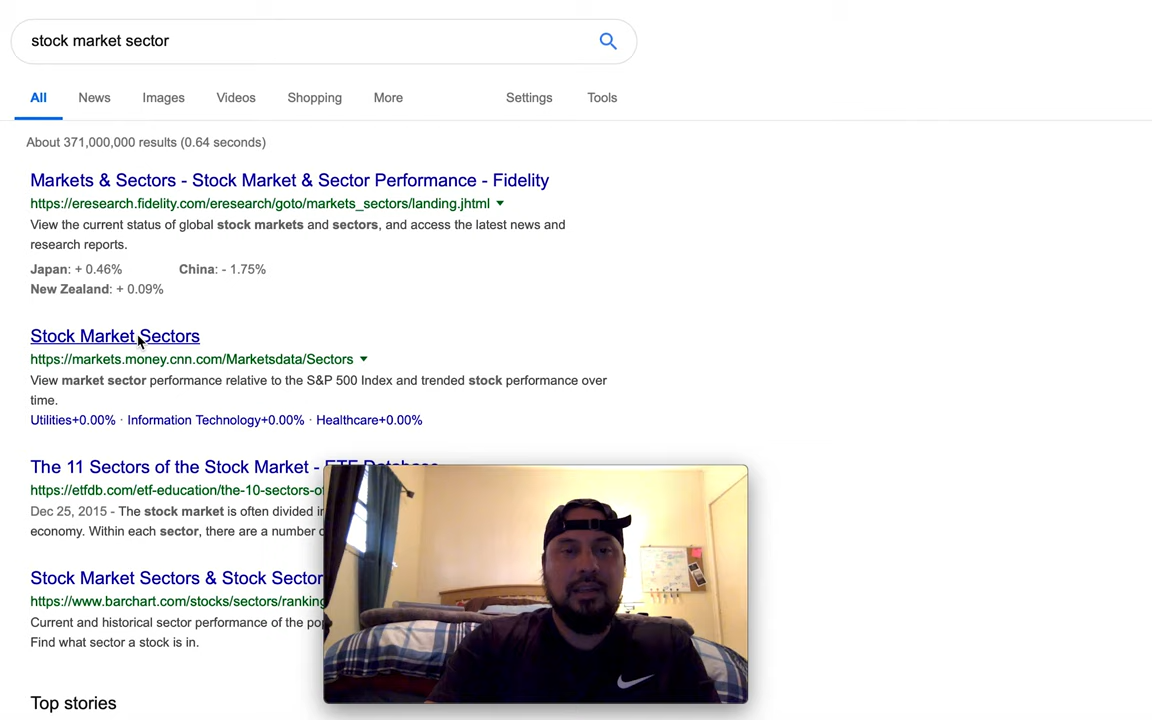 stock market sector
All News Images Videos Shopping More Settings Tools
About 371,000,000 results (0.64 seconds)
Markets & Sectors - Stock Market & Sector Performance - Fidelity
https://eresearch.fidelity.com/eresearch/goto/markets_sectors/landing.jhtml
View the current status of global stock markets and sectors, and access the latest news and
research reports.
Japan: + 0.46% China: - 1.75%
New Zealand: + 0.09%
Stock Market Sectors
https://markets.money.cnn.com/Marketsdata/Sectors
View market sector performance relative to the S&P 500 Index and trended stock performance over
time.
Utilities+0.00% · Information Technology+0.00% · Healthcare+0.00%
The 11 Sectors of the Stock Market - ETF Database
https://etfdb.com/etf-education/the-10-sectors-o
Dec 25, 2015 - The stock market is often divided
economy. Within each sector, there are a number
Stock Market Sectors & Stock Sector
https://www.barchart.com/stocks/sectors/ranking
Current and historical sector performance of the
Find what sector a stock is in.
Top stories